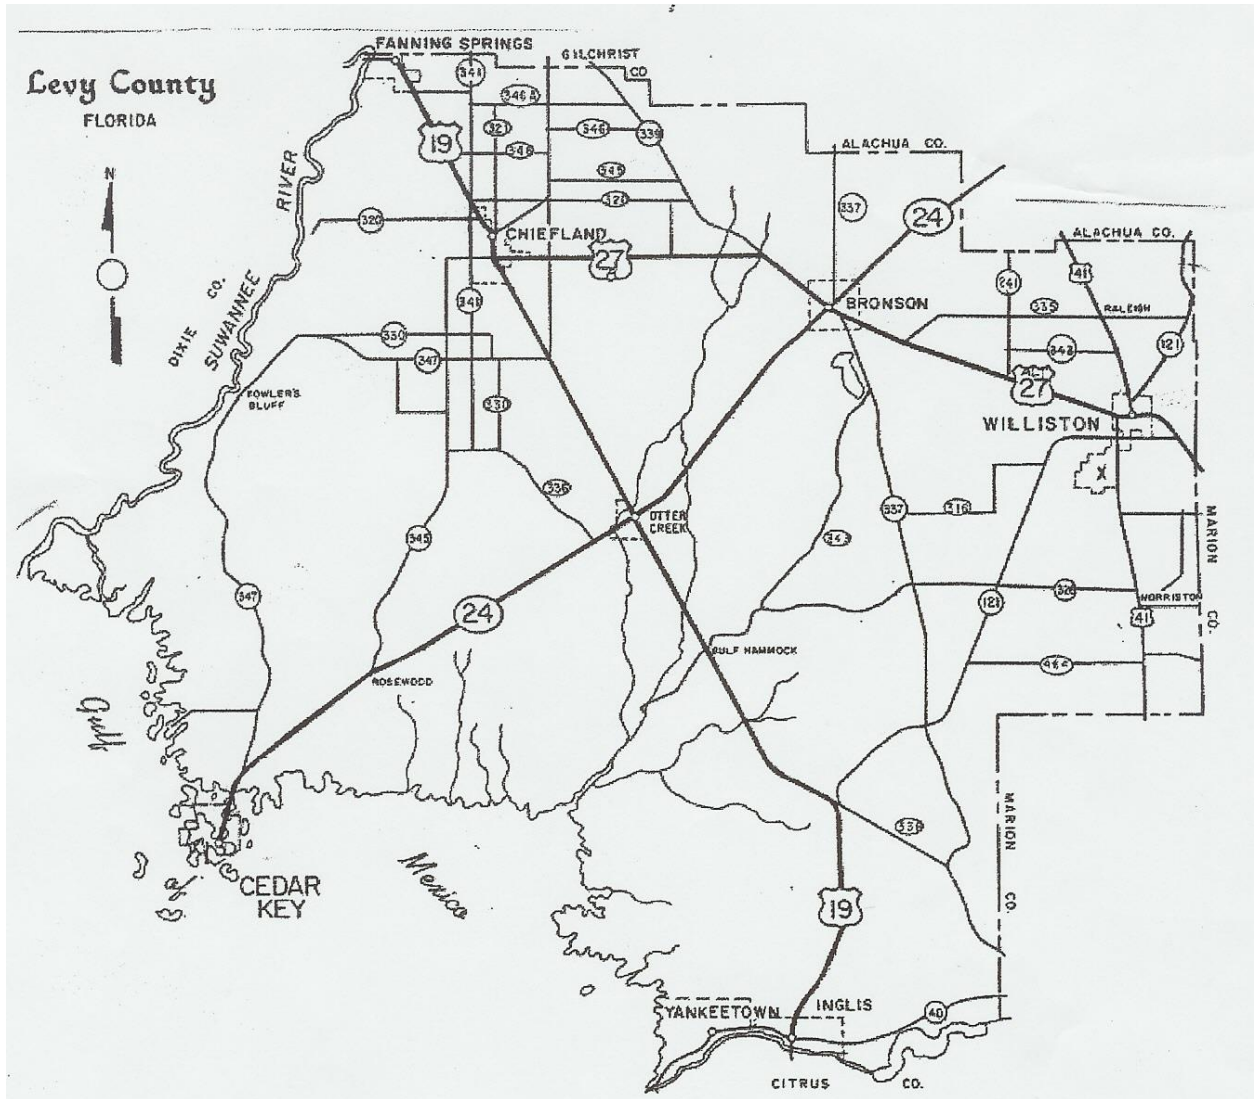 Levy County
FLORIDA
N
FANNING SPRINGS
GILCHRIST
CO
341
346A
19
321
346
339
348
345
ALACHUA CO.
RIVER
320
CHIEFLAND
27
337
24
ALACHUA CO.
41
DIXIE CO.
SUWANNEE
341
BRONSON
241
335
RALEIGH
330
347
343
121
ALT.
27
FOWLER'S
BLUFF
330
WILLISTON
X
336
OTTER
CREEK
337
316
MARION CO.
345
343
347
24
121
326
MORRISTON
41
GULF HAMMOCK
464
ROSEWOOD
Gulf
of
Mexico
336
MARION CO.
CEDAR
KEY
19
YANKEETOWN
INGLIS
40
CITRUS CO.